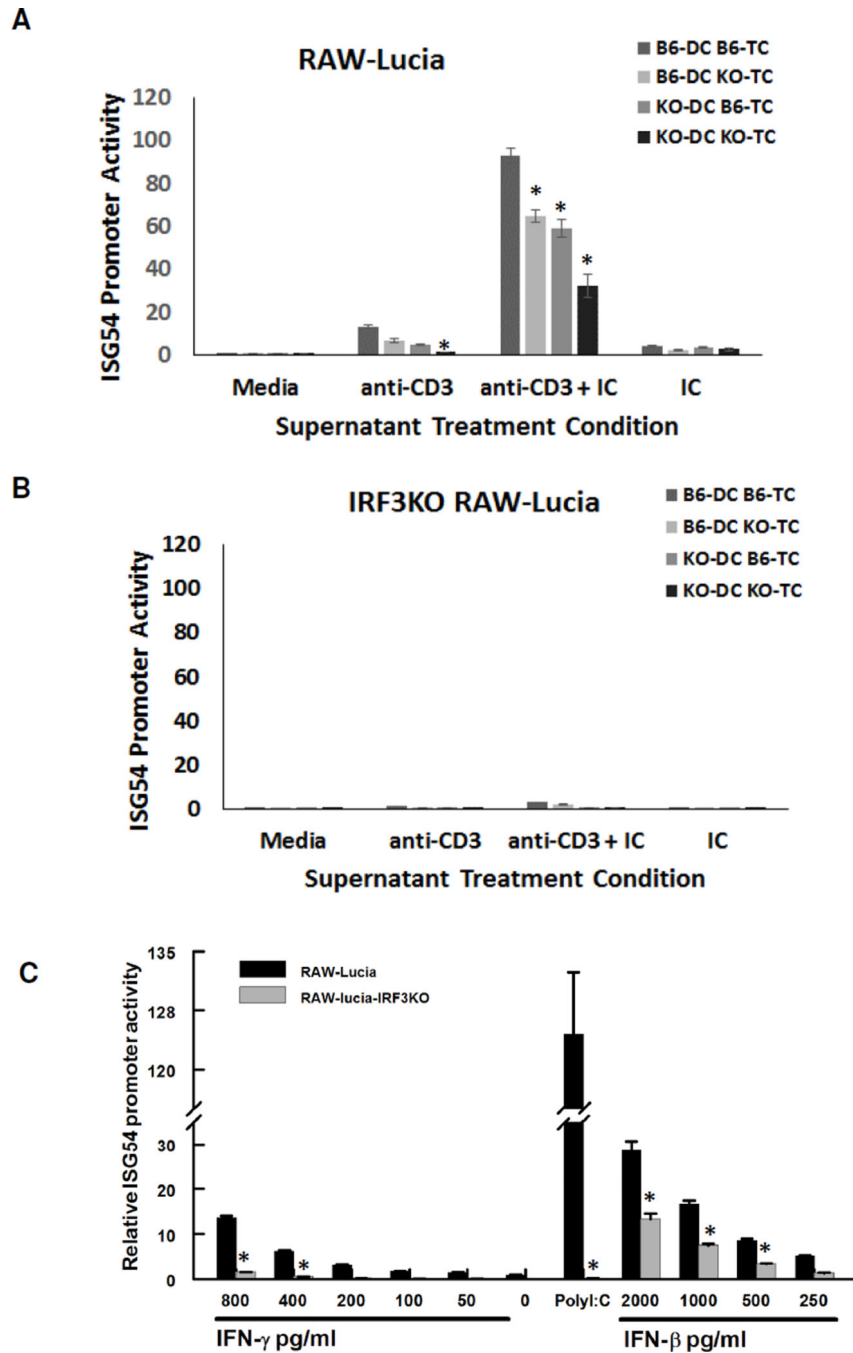 A
RAW-Lucia
B6-DC B6-TC
B6-DC KO-TC
KO-DC B6-TC
KO-DC KO-TC
ISG54 Promoter Activity
120
100
80
60
40
20
0
* * *
*
Media anti-CD3 anti-CD3 + IC IC
Supernatant Treatment Condition
B
IRF3KO RAW-Lucia
B6-DC B6-TC
B6-DC KO-TC
KO-DC B6-TC
KO-DC KO-TC
ISG54 Promoter Activity
120
100
80
60
40
20
0
Media anti-CD3 anti-CD3 + IC IC
Supernatant Treatment Condition
C
RAW-Lucia
RAW-lucia-IRF3KO
Relative ISG54 promoter activity
135
128
120
30
20
10
0
* * * * * *
800 400 200 100 50 0 PolyI:C 2000 1000 500 250
IFN-γ pg/ml IFN-β pg/ml